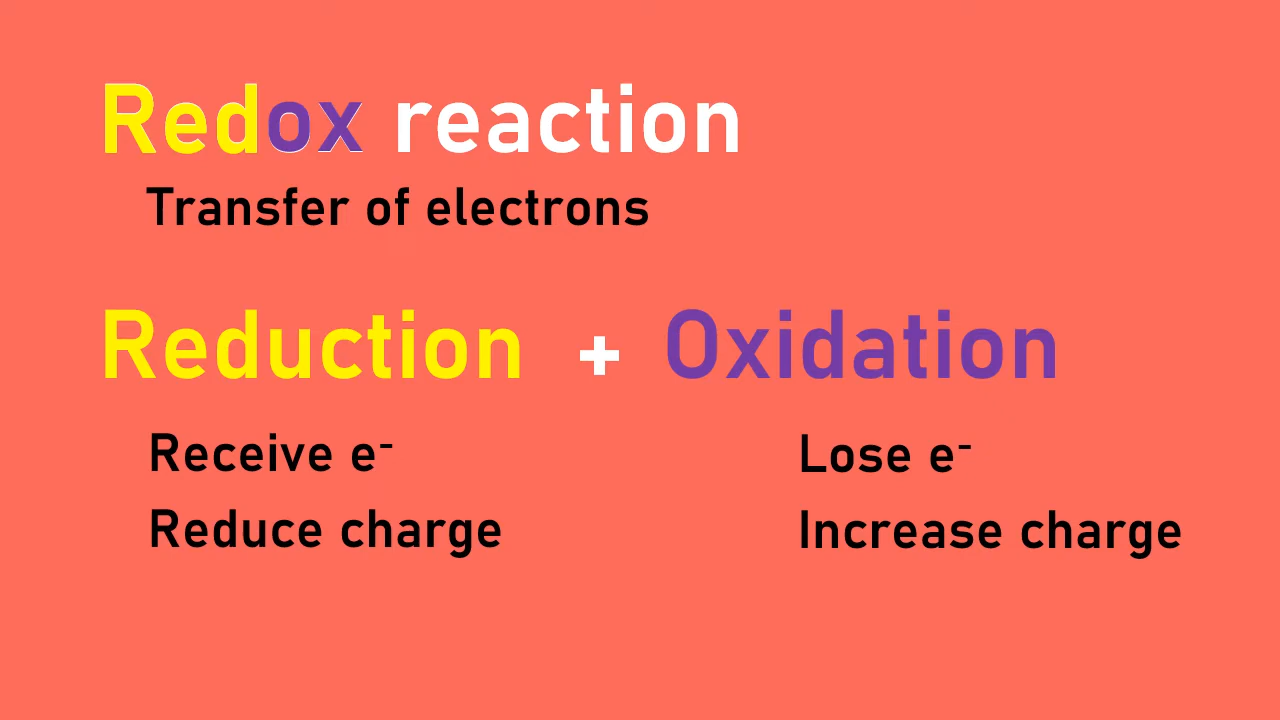 Redox reaction
Transfer of electrons
Reduction + Oxidation
Receive e⁻ Lose e⁻
Reduce charge Increase charge